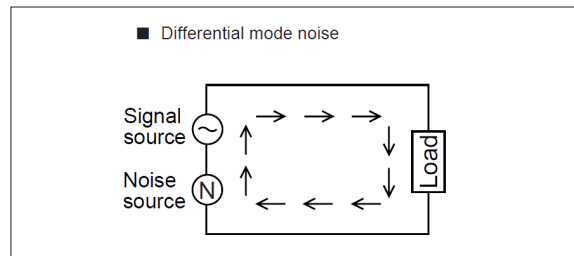 ■ Differential mode noise
Signal
source
~
Noise
source
N
Load